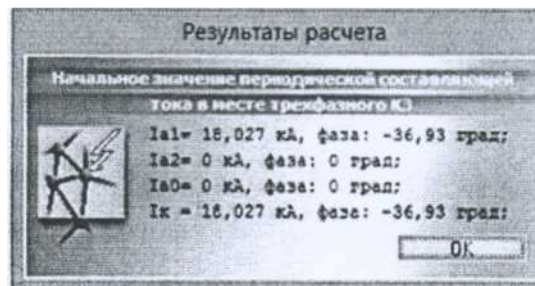 Результаты расчета
Начальное значение периодической составляющей
тока в месте трехфазного КЗ
Ia1= 18,027 кА, фаза: -36,93 град;
Ia2= 0 кА, фаза: 0 град;
Ia0= 0 кА, фаза: 0 град;
Iк = 18,027 кА, фаза: -36,93 град;
OK